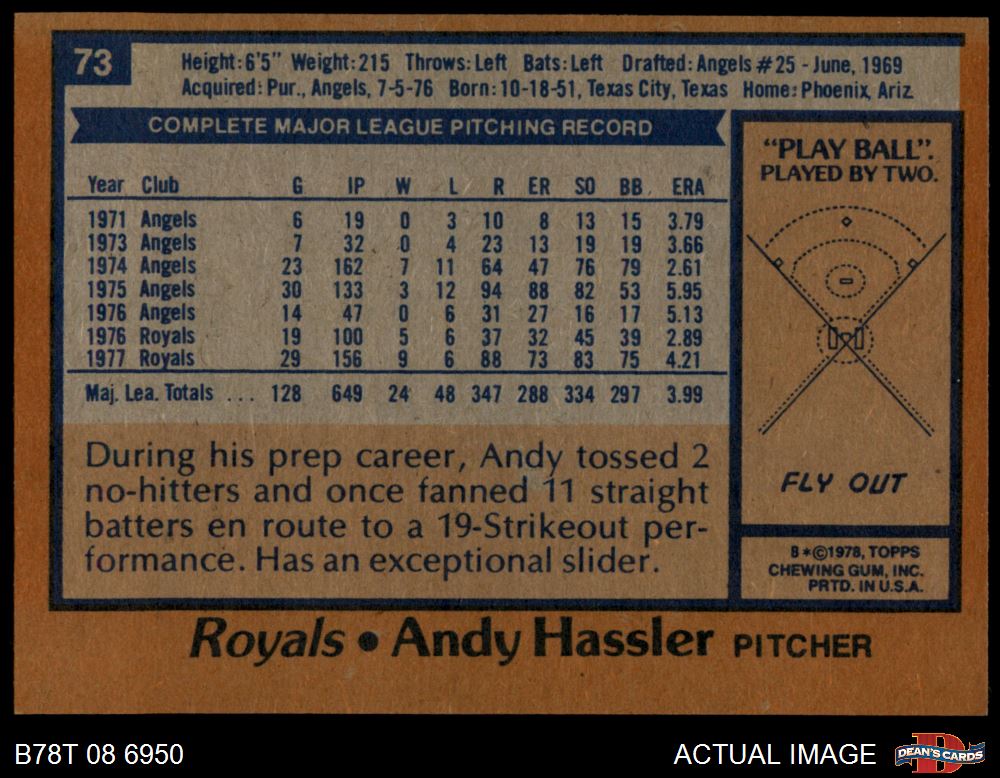 73
Height: 6'5" Weight: 215 Throws: Left Bats: Left Drafted: Angels #25 - June, 1969
Acquired: Pur., Angels, 7-5-76 Born: 10-18-51, Texas City, Texas Home: Phoenix, Ariz.
COMPLETE MAJOR LEAGUE PITCHING RECORD
Year Club G IP W L R ER SO BB ERA
1971 Angels 6 19 0 3 10 8 13 15 3.79
1973 Angels 7 32 0 4 23 13 19 19 3.66
1974 Angels 23 162 7 11 64 47 76 79 2.61
1975 Angels 30 133 3 12 94 88 82 53 5.95
1976 Angels 14 47 0 6 31 27 16 17 5.13
1976 Royals 19 100 5 6 37 32 45 39 2.89
1977 Royals 29 156 9 6 88 73 83 75 4.21
Maj. Lea. Totals ... 128 649 24 48 347 288 334 297 3.99
During his prep career, Andy tossed 2
no-hitters and once fanned 11 straight
batters en route to a 19-Strikeout per-
formance. Has an exceptional slider.
"PLAY BALL".
PLAYED BY TWO.
FLY OUT
B*©1978, TOPPS
CHEWING GUM, INC.
PRTD. IN U.S.A.
Royals • Andy Hassler PITCHER
B78T 08 6950
ACTUAL IMAGE
DEAN'S CARDS